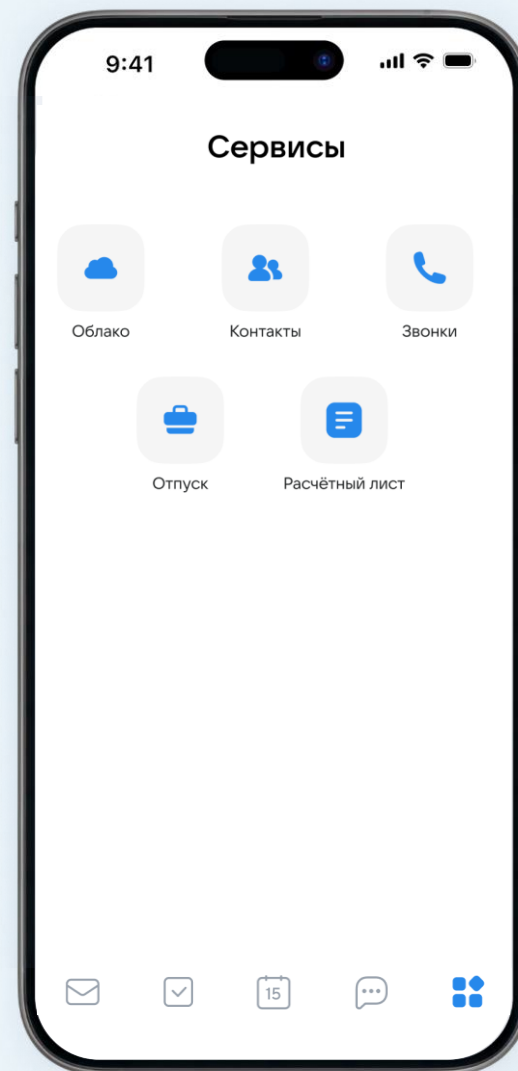 9:41
Сервисы
Облако
Контакты
Звонки
Отпуск
Расчётный лист
15